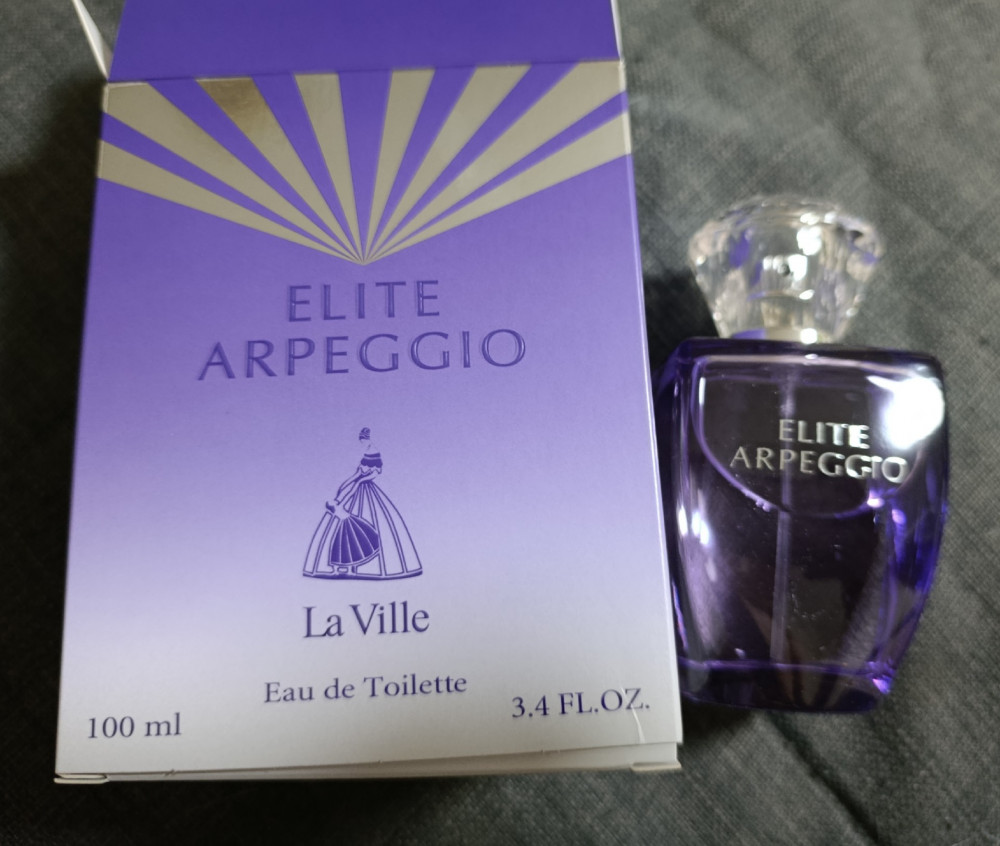 ELITE
ARPEGGIO
La Ville
Eau de Toilette
100 ml
3.4 FL.OZ.
ELITE
ARPEGGIO